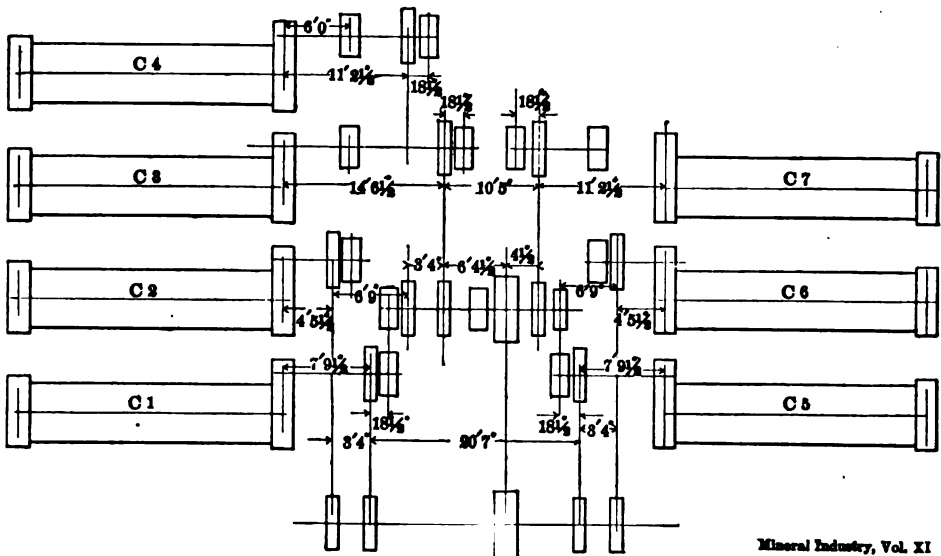 6'0"
C 4
11'2½"
18½"
18½" 18½"
C 3
14'6½" 10'5" 11'2½"
C 7
3'4" 6'4½" 4½"
C 2
6'9" 6'9"
C 6
4'5½" 4'5½"
7'9½" 7'9½"
C 1
C 5
18½" 18½"
3'4" 20'7" 3'4"
Mineral Industry, Vol. XI